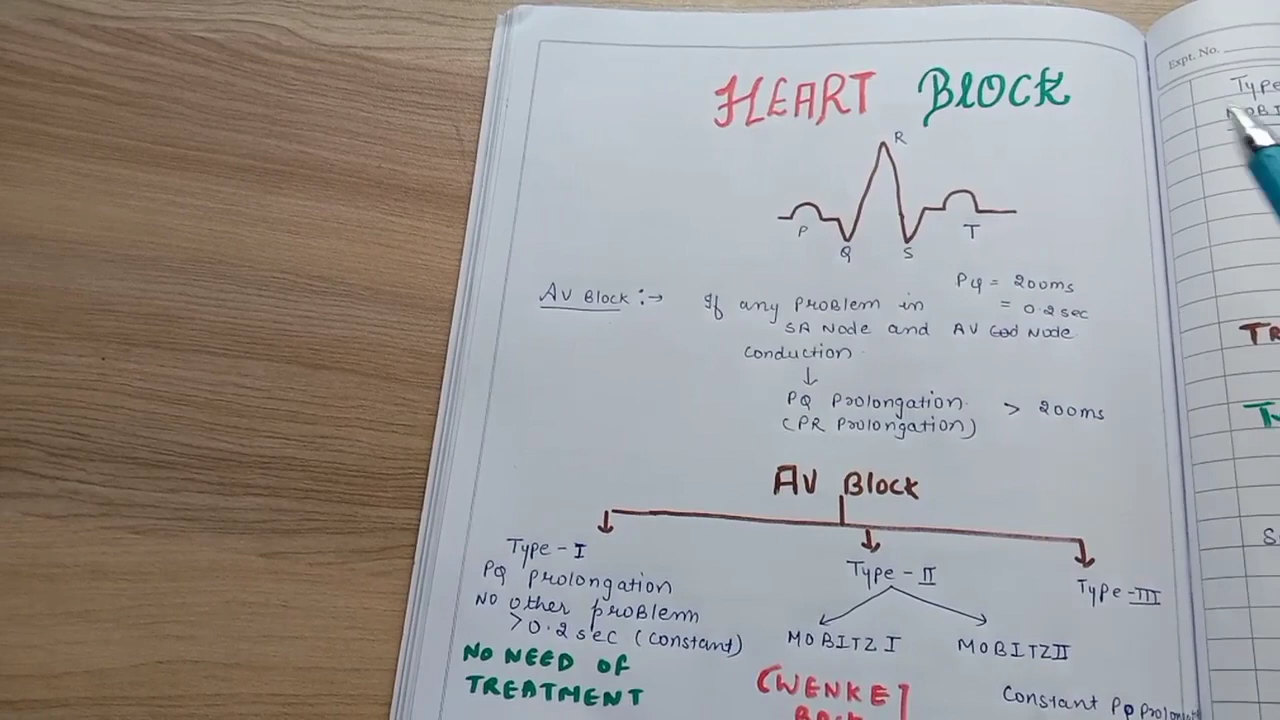 HEART BLOCK
R
P
T
Q
S
PQ = 200ms
= 0.2 sec
AV Block :→ If any problem in
SA Node and AV Node
conduction
↓
PQ Prolongation
(PR Prolongation)
> 200ms
AV Block
Type - I
PQ Prolongation
NO other problem
>0.2 sec (constant)
NO NEED OF
TREATMENT
Type - II
MOBITZ I
MOBITZ II
(WENKE
Constant
Type - III
Expt. No.
Type